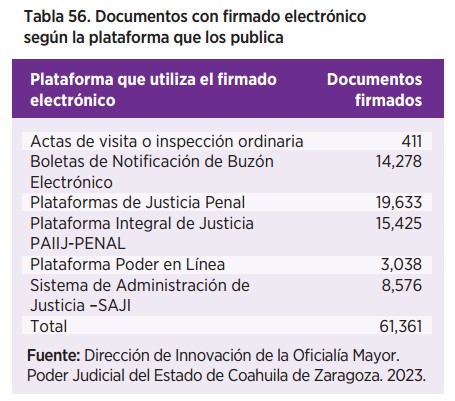 Tabla 56. Documentos con firmado electrónico
según la plataforma que los publica
Plataforma que utiliza el firmado Documentos
electrónico firmados
Actas de visita o inspección ordinaria 411
Boletas de Notificación de Buzón 14,278
Electrónico
Plataformas de Justicia Penal 19,633
Plataforma Integral de Justicia 15,425
PAIIJ-PENAL
Plataforma Poder en Línea 3,038
Sistema de Administración de 8,576
Justicia –SAJI
Total 61,361
Fuente: Dirección de Innovación de la Oficialía Mayor.
Poder Judicial del Estado de Coahuila de Zaragoza. 2023.